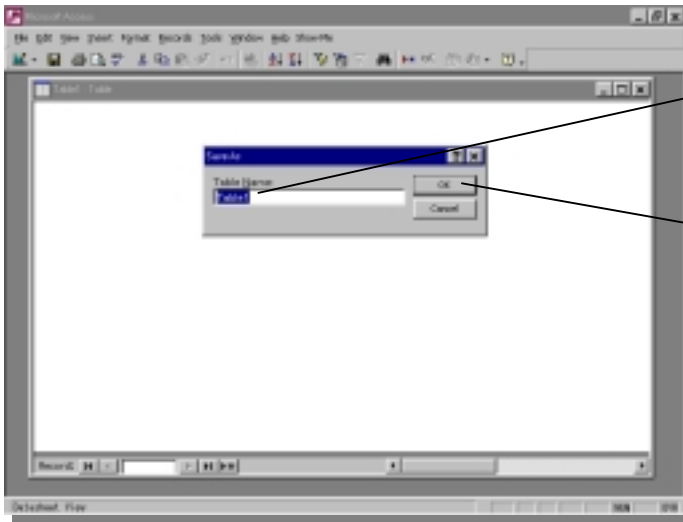 Microsoft Access
File Edit View Insert Format Records Tools Window Help Show-Me
Table1 : Table
Save As
Table Name:
Table1
OK
Cancel
Record:
Datasheet View
NUM